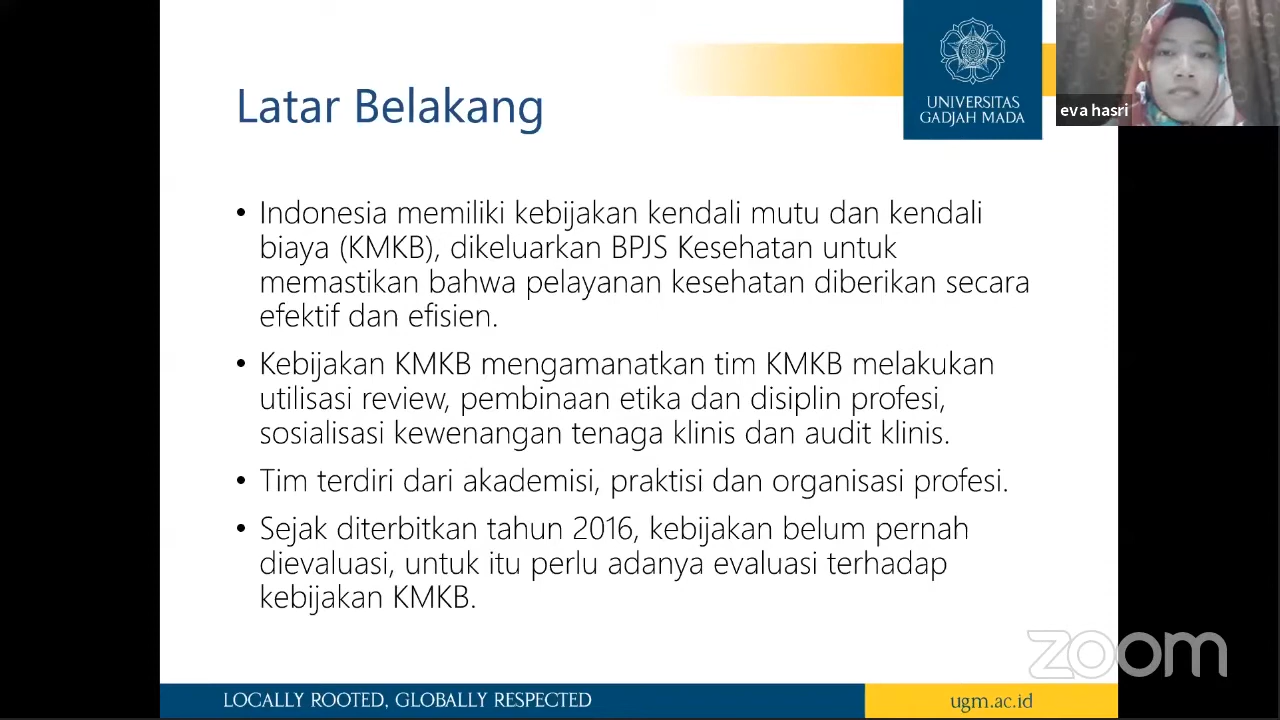 Latar Belakang
UNIVERSITAS
GADJAH MADA
eva hasri
• Indonesia memiliki kebijakan kendali mutu dan kendali
biaya (KMKB), dikeluarkan BPJS Kesehatan untuk
memastikan bahwa pelayanan kesehatan diberikan secara
efektif dan efisien.
• Kebijakan KMKB mengamanatkan tim KMKB melakukan
utilisasi review, pembinaan etika dan disiplin profesi,
sosialisasi kewenangan tenaga klinis dan audit klinis.
• Tim terdiri dari akademisi, praktisi dan organisasi profesi.
• Sejak diterbitkan tahun 2016, kebijakan belum pernah
dievaluasi, untuk itu perlu adanya evaluasi terhadap
kebijakan KMKB.
zoom
LOCALLY ROOTED, GLOBALLY RESPECTED
ugm.ac.id